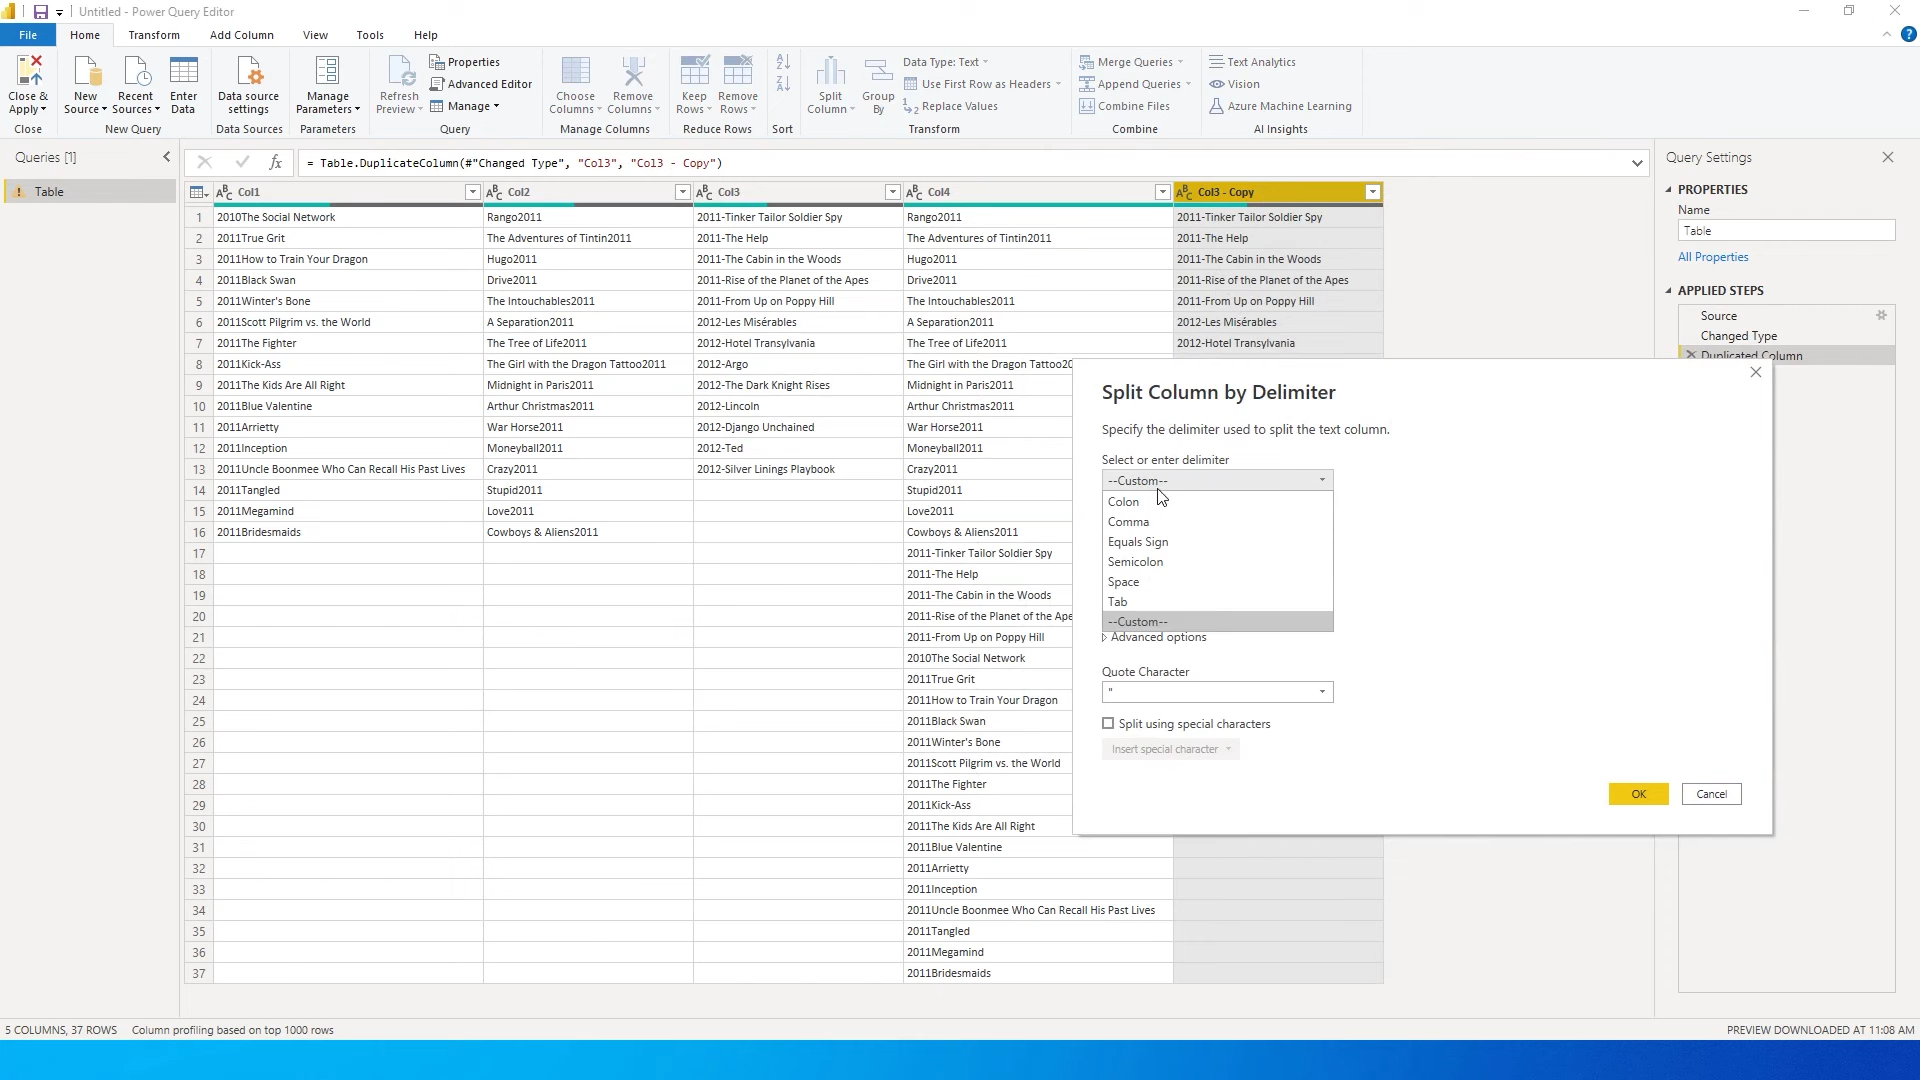 Untitled - Power Query Editor
File Home Transform Add Column View Tools Help
Close & Apply
Close
New Source
Recent Sources
Enter Data
New Query
Data source settings
Data Sources
Manage Parameters
Parameters
Refresh Preview
Properties
Advanced Editor
Manage
Query
Choose Columns
Remove Columns
Manage Columns
Keep Rows
Remove Rows
Reduce Rows
Sort
Split Column
Group By
Data Type: Text
Use First Row as Headers
Replace Values
Transform
Merge Queries
Append Queries
Combine Files
Combine
Text Analytics
Vision
Azure Machine Learning
AI Insights
Queries [1]
Table
fx = Table.DuplicateColumn(#"Changed Type", "Col3", "Col3 - Copy")
Col1 Col2 Col3 Col4 Col3 - Copy
1 2010The Social Network Rango2011 2011-Tinker Tailor Soldier Spy Rango2011 2011-Tinker Tailor Soldier Spy
2 2011True Grit The Adventures of Tintin2011 2011-The Help The Adventures of Tintin2011 2011-The Help
3 2011How to Train Your Dragon Hugo2011 2011-The Cabin in the Woods Hugo2011 2011-The Cabin in the Woods
4 2011Black Swan Drive2011 2011-Rise of the Planet of the Apes Drive2011 2011-Rise of the Planet of the Apes
5 2011Winter's Bone The Intouchables2011 2011-From Up on Poppy Hill The Intouchables2011 2011-From Up on Poppy Hill
6 2011Scott Pilgrim vs. the World A Separation2011 2012-Les Misérables A Separation2011 2012-Les Misérables
7 2011The Fighter The Tree of Life2011 2012-Hotel Transylvania The Tree of Life2011 2012-Hotel Transylvania
8 2011Kick-Ass The Girl with the Dragon Tattoo2011 2012-Argo The Girl with the Dragon Tattoo20
9 2011The Kids Are All Right Midnight in Paris2011 2012-The Dark Knight Rises Midnight in Paris2011
10 2011Blue Valentine Arthur Christmas2011 2012-Lincoln Arthur Christmas2011
11 2011Arrietty War Horse2011 2012-Django Unchained War Horse2011
12 2011Inception Moneyball2011 2012-Ted Moneyball2011
13 2011Uncle Boonmee Who Can Recall His Past Lives Crazy2011 2012-Silver Linings Playbook Crazy2011
14 2011Tangled Stupid2011 Stupid2011
15 2011Megamind Love2011 Love2011
16 2011Bridesmaids Cowboys & Aliens2011 Cowboys & Aliens2011
17 2011-Tinker Tailor Soldier Spy
18 2011-The Help
19 2011-The Cabin in the Woods
20 2011-Rise of the Planet of the Ape
21 2011-From Up on Poppy Hill
22 2010The Social Network
23 2011True Grit
24 2011How to Train Your Dragon
25 2011Black Swan
26 2011Winter's Bone
27 2011Scott Pilgrim vs. the World
28 2011The Fighter
29 2011Kick-Ass
30 2011The Kids Are All Right
31 2011Blue Valentine
32 2011Arrietty
33 2011Inception
34 2011Uncle Boonmee Who Can Recall His Past Lives
35 2011Tangled
36 2011Megamind
37 2011Bridesmaids
Split Column by Delimiter
Specify the delimiter used to split the text column.
Select or enter delimiter
--Custom--
Colon
Comma
Equals Sign
Semicolon
Space
Tab
--Custom--
Advanced options
Quote Character
"
Split using special characters
Insert special character
OK Cancel
Query Settings
PROPERTIES
Name
Table
All Properties
APPLIED STEPS
Source
Changed Type
Duplicated Column
5 COLUMNS, 37 ROWS Column profiling based on top 1000 rows
PREVIEW DOWNLOADED AT 11:08 AM